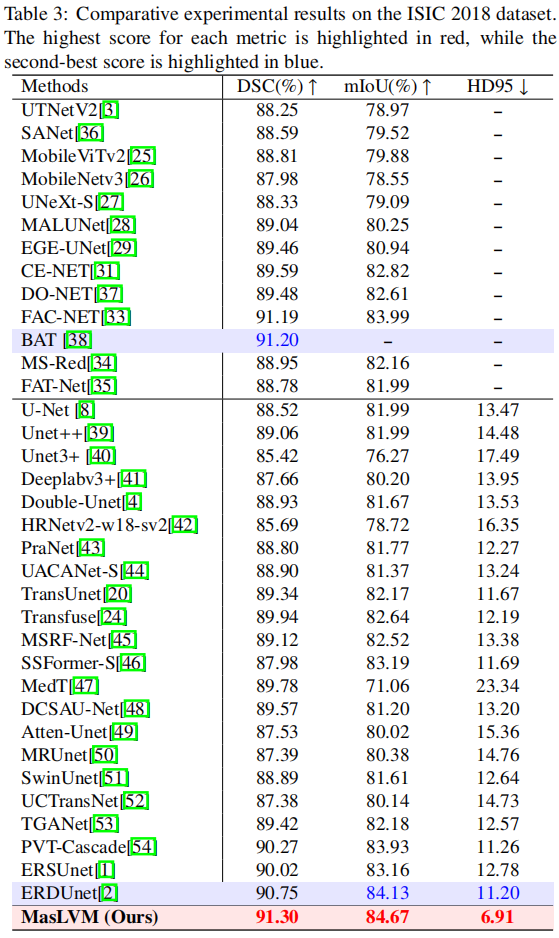 Table 3: Comparative experimental results on the ISIC 2018 dataset.
The highest score for each metric is highlighted in red, while the
second-best score is highlighted in blue.
Methods DSC(%) ↑ mIoU(%) ↑ HD95 ↓
UTNetV2[3] 88.25 78.97 –
SANet[36] 88.59 79.52 –
MobileViTv2[25] 88.81 79.88 –
MobileNetv3[26] 87.98 78.55 –
UNeXt-S[27] 88.33 79.09 –
MALUNet[28] 89.04 80.25 –
EGE-UNet[29] 89.46 80.94 –
CE-NET[31] 89.59 82.82 –
DO-NET[37] 89.48 82.61 –
FAC-NET[33] 91.19 83.99 –
BAT [38] 91.20 – –
MS-Red[34] 88.95 82.16 –
FAT-Net[35] 88.78 81.99 –
U-Net [8] 88.52 81.99 13.47
Unet++[39] 89.06 81.99 14.48
Unet3+ [40] 85.42 76.27 17.49
Deeplabv3+[41] 87.66 80.20 13.95
Double-Unet[4] 88.93 81.67 13.53
HRNetv2-w18-sv2[42] 85.69 78.72 16.35
PraNet[43] 88.80 81.77 12.27
UACANet-S[44] 88.90 81.37 13.24
TransUnet[20] 89.34 82.17 11.67
Transfuse[24] 89.94 82.64 12.19
MSRF-Net[45] 89.12 82.52 13.38
SSFormer-S[46] 87.98 83.19 11.69
MedT[47] 89.78 71.06 23.34
DCSAU-Net[48] 89.57 81.20 13.20
Atten-Unet[49] 87.53 80.02 15.36
MRUnet[50] 87.39 80.38 14.76
SwinUnet[51] 88.89 81.61 12.64
UCTransNet[52] 87.38 80.14 14.73
TGANet[53] 89.42 82.18 12.57
PVT-Cascade[54] 90.27 83.93 11.26
ERSUnet[1] 90.02 83.16 12.78
ERDUnet[2] 90.75 84.13 11.20
MasLVM (Ours) 91.30 84.67 6.91